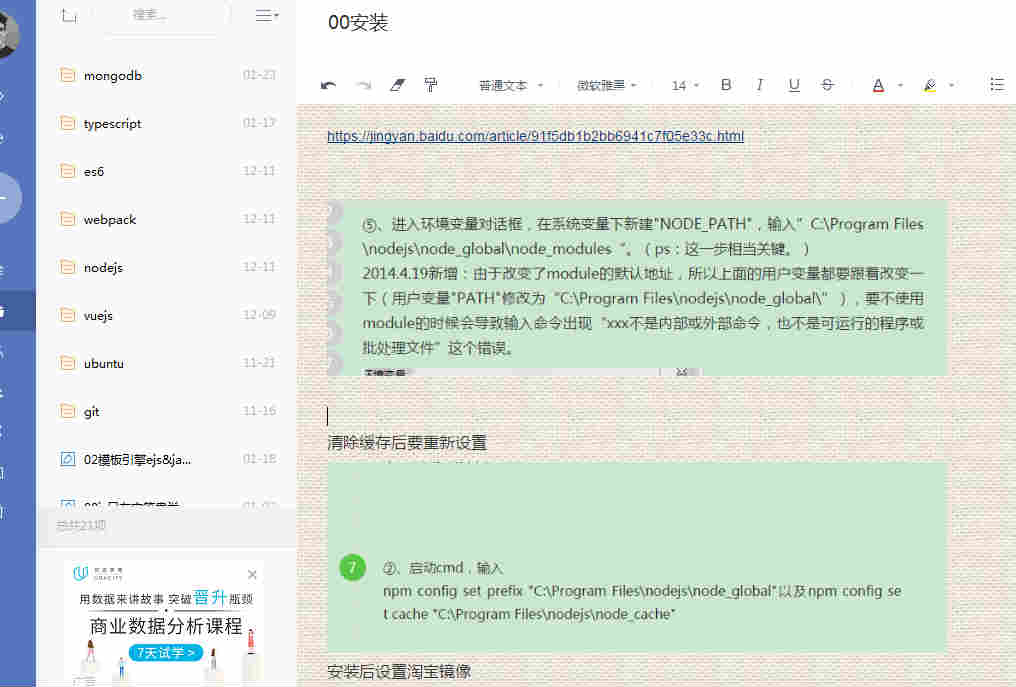 搜索...
mongodb 01-23
typescript 01-17
es6 12-11
webpack 12-11
nodejs 12-11
vuejs 12-09
ubuntu 11-21
git 11-16
02模板引擎ejs&ja... 01-18
总共21项
UDACITY
用数据来讲故事 突破晋升瓶颈
商业数据分析课程
7天试学 >
广告
00安装
普通文本 微软雅黑 14 B I U S A
https://jingyan.baidu.com/article/91f5db1b2bb6941c7f05e33c.html
⑤、进入环境变量对话框，在系统变量下新建"NODE_PATH"，输入” C:\Program Files
\nodejs\node_global\node_modules “。（ ps：这一步相当关键。）
2014.4.19新增：由于改变了module的默认地址，所以上面的用户变量都要跟着改变一
下（用户变量"PATH"修改为“C:\Program Files\nodejs\node_global\”），要不使用
module的时候会导致输入命令出现“xxx不是内部或外部命令，也不是可运行的程序或
批处理文件”这个错误。
清除缓存后要重新设置
7 ②、启动cmd，输入
npm config set prefix "C:\Program Files\nodejs\node_global"以及npm config se
t cache "C:\Program Files\nodejs\node_cache"
安装后设置淘宝镜像